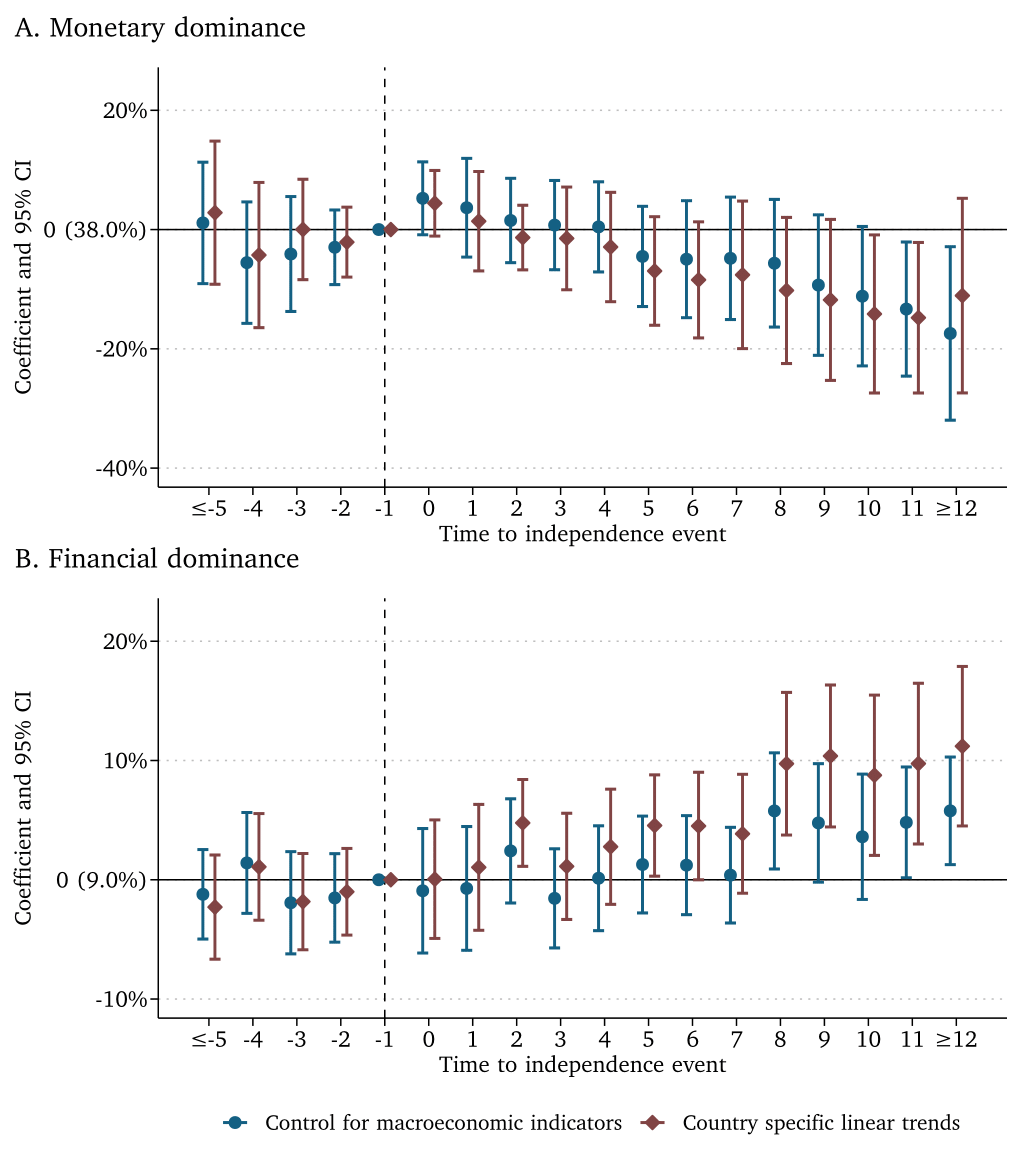 A. Monetary dominance
Coefficient and 95% CI
20%
0 (38.0%)
-20%
-40%
≤-5 -4 -3 -2 -1 0 1 2 3 4 5 6 7 8 9 10 11 ≥12
Time to independence event
B. Financial dominance
Coefficient and 95% CI
20%
10%
0 (9.0%)
-10%
≤-5 -4 -3 -2 -1 0 1 2 3 4 5 6 7 8 9 10 11 ≥12
Time to independence event
Control for macroeconomic indicators Country specific linear trends